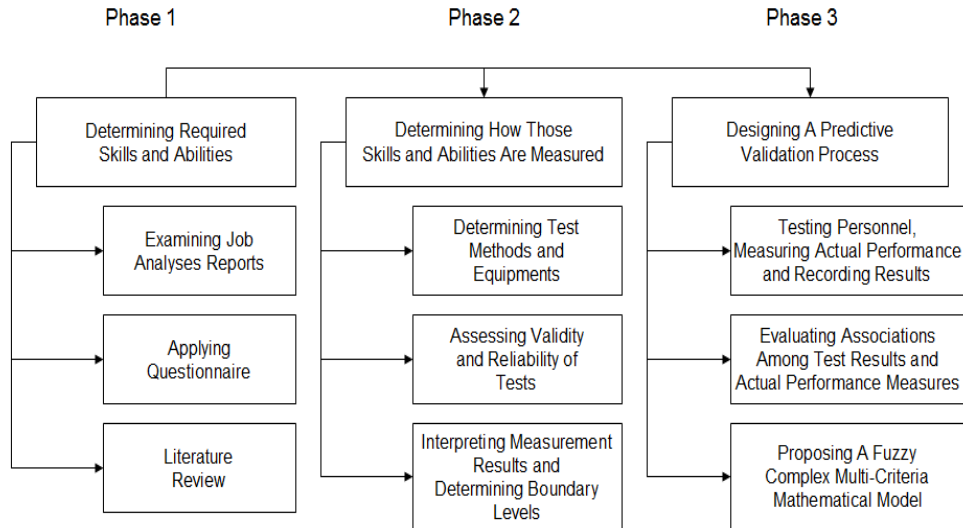 Phase 1
Phase 2
Phase 3
Determining Required
Skills and Abilities
Determining How Those
Skills and Abilities Are Measured
Designing A Predictive
Validation Process
Examining Job
Analyses Reports
Determining Test
Methods and
Equipments
Testing Personnel,
Measuring Actual Performance
and Recording Results
Applying
Questionnaire
Assessing Validity
and Reliability of
Tests
Evaluating Associations
Among Test Results and
Actual Performance Measures
Literature
Review
Interpreting Measurement
Results and
Determining Boundary
Levels
Proposing A Fuzzy
Complex Multi-Criteria
Mathematical Model